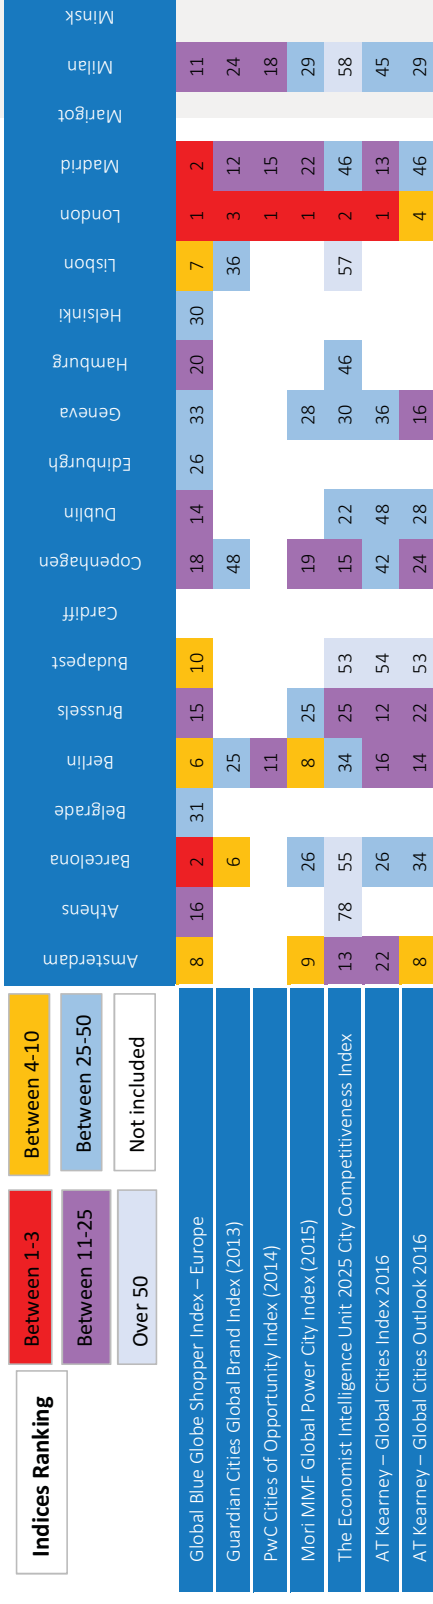 Indices Ranking
Between 1-3 Between 4-10
Between 11-25 Between 25-50
Over 50 Not included
Amsterdam Athens Barcelona Belgrade Berlin Brussels Budapest Cardiff Copenhagen Dublin Edinburgh Geneva Hamburg Helsinki Lisbon London Madrid Marigot Milan Minsk
Global Blue Globe Shopper Index – Europe 8 16 2 31 6 15 10 18 14 26 33 20 30 7 1 2 11
Guardian Cities Global Brand Index (2013) 6 25 48 36 3 12 24
PwC Cities of Opportunity Index (2014) 11 1 15 18
Mori MMF Global Power City Index (2015) 9 26 8 25 19 28 1 22 29
The Economist Intelligence Unit 2025 City Competitiveness Index 13 78 55 34 25 53 15 22 30 46 57 2 46 58
AT Kearney – Global Cities Index 2016 22 26 16 12 54 42 48 36 1 13 45
AT Kearney – Global Cities Outlook 2016 8 34 14 22 53 24 28 16 4 46 29